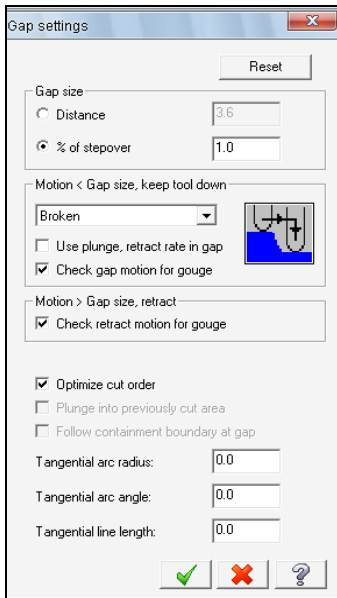 Gap settings
Reset
Gap size
Distance 3.6
% of stepover 1.0
Motion < Gap size, keep tool down
Broken
Use plunge, retract rate in gap
Check gap motion for gouge
Motion > Gap size, retract
Check retract motion for gouge
Optimize cut order
Plunge into previously cut area
Follow containment boundary at gap
Tangential arc radius: 0.0
Tangential arc angle: 0.0
Tangential line length: 0.0
?